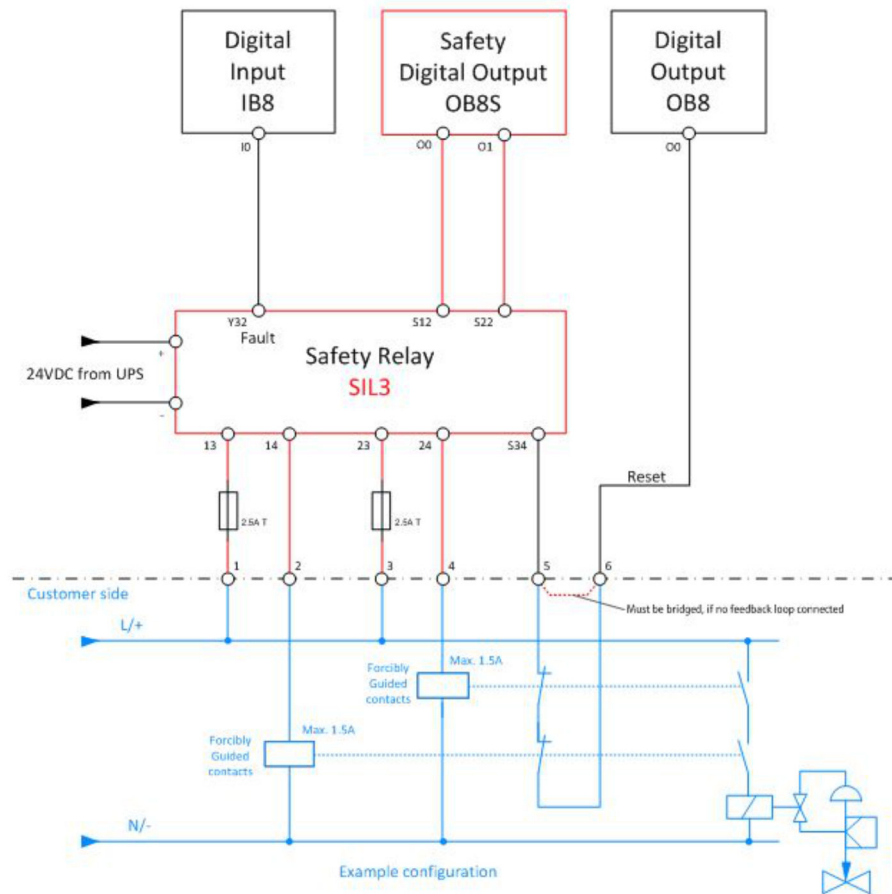 Digital
Input
IB8
Safety
Digital Output
OB8S
Digital
Output
OB8
I0
O0
O1
O0
Y32
S12
S22
Fault
Safety Relay
SIL3
+
24VDC from UPS
-
13
14
23
24
S34
Reset
2.5A T
2.5A T
1
2
3
4
5
6
Customer side
Must be bridged, if no feedback loop connected
L/+
Forcibly
Guided
contacts
Max. 1.5A
Forcibly
Guided
contacts
Max. 1.5A
N/-
Example configuration